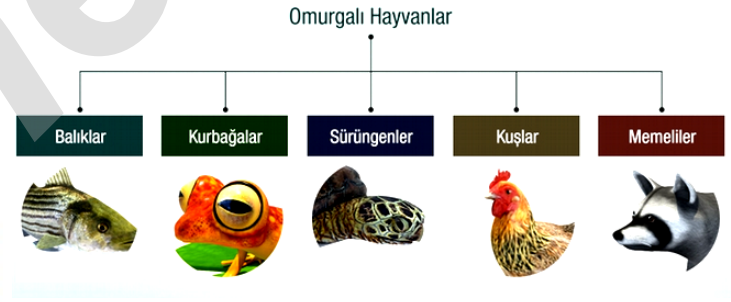 Omurgalı Hayvanlar
Balıklar
Kurbağalar
Sürüngenler
Kuşlar
Memeliler